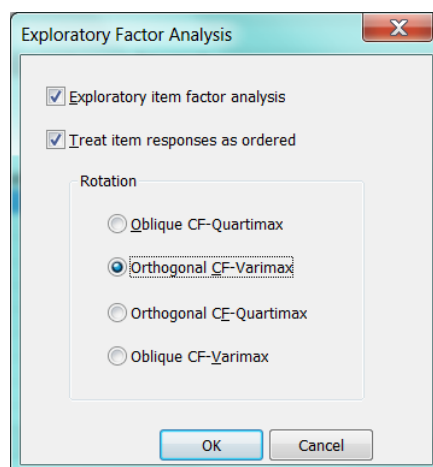 Exploratory Factor Analysis
X
Exploratory item factor analysis
Treat item responses as ordered
Rotation
Oblique CF-Quartimax
Orthogonal CF-Varimax
Orthogonal CF-Quartimax
Oblique CF-Varimax
OK Cancel